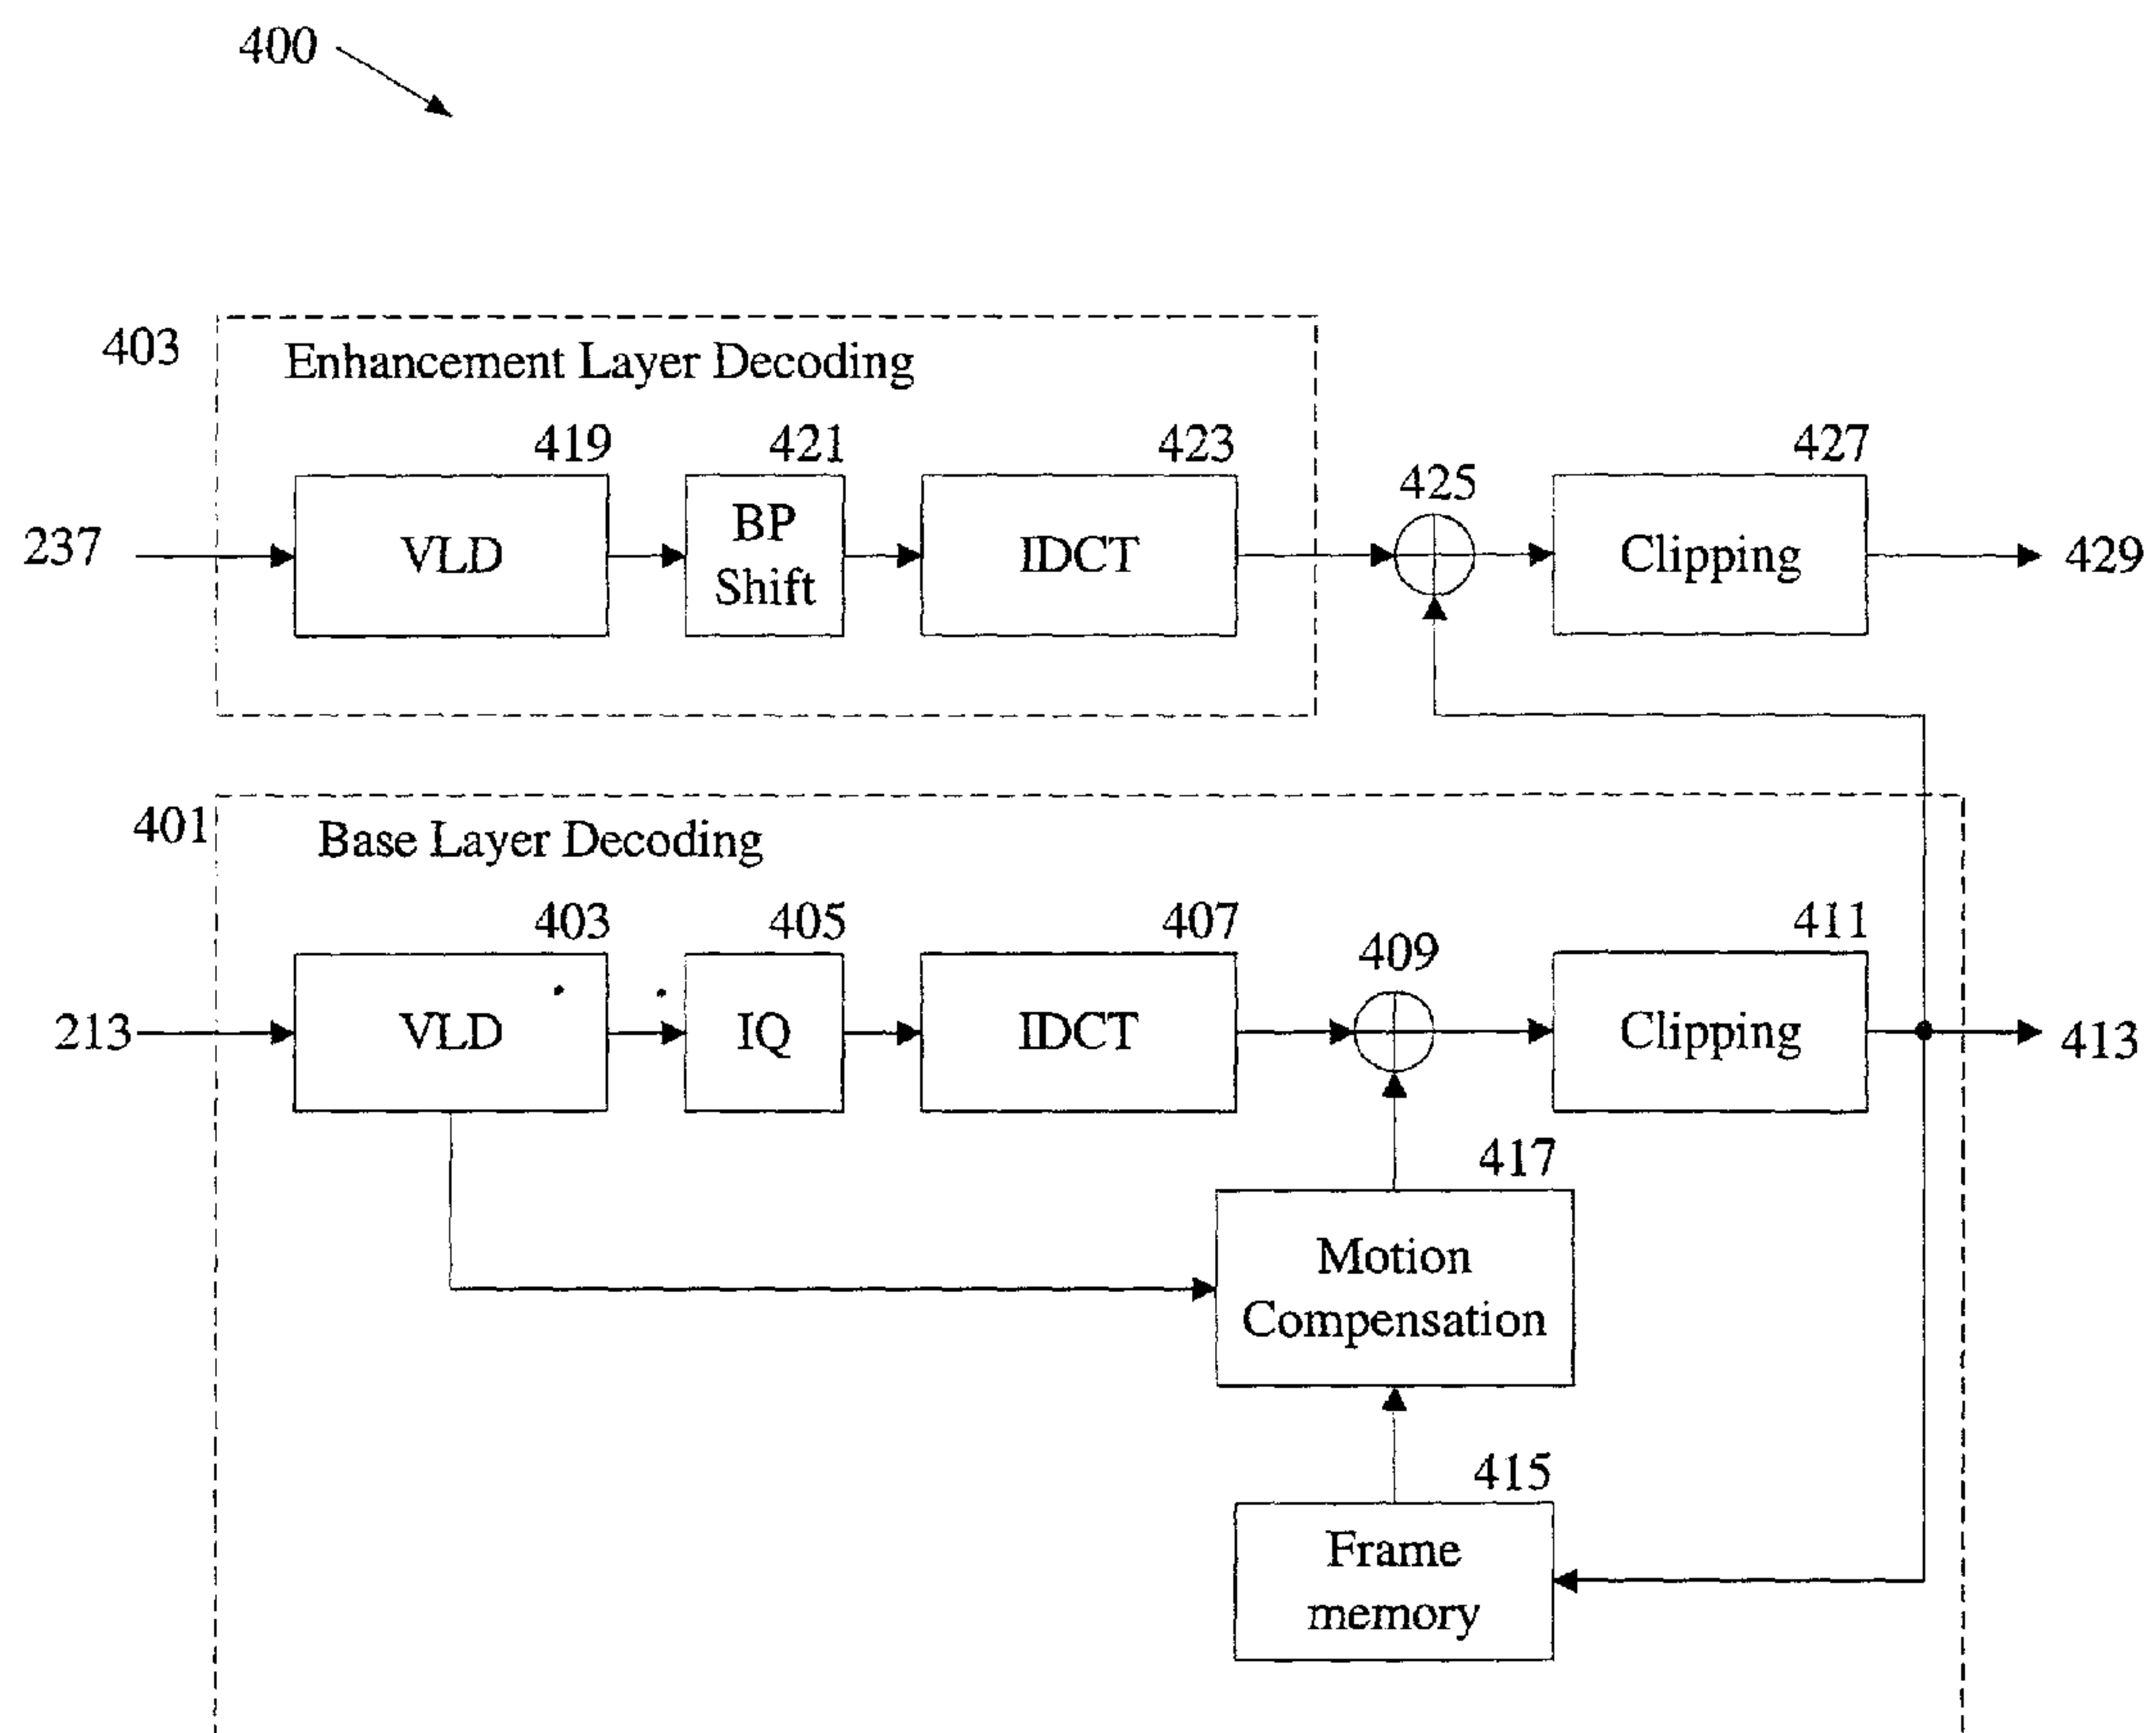 400
403
Enhancement Layer Decoding
419
421
423
425
427
237
VLD
BP
Shift
IDCT
Clipping
429
401
Base Layer Decoding
403
405
407
409
411
213
VLD
IQ
IDCT
Clipping
413
417
Motion
Compensation
415
Frame
memory